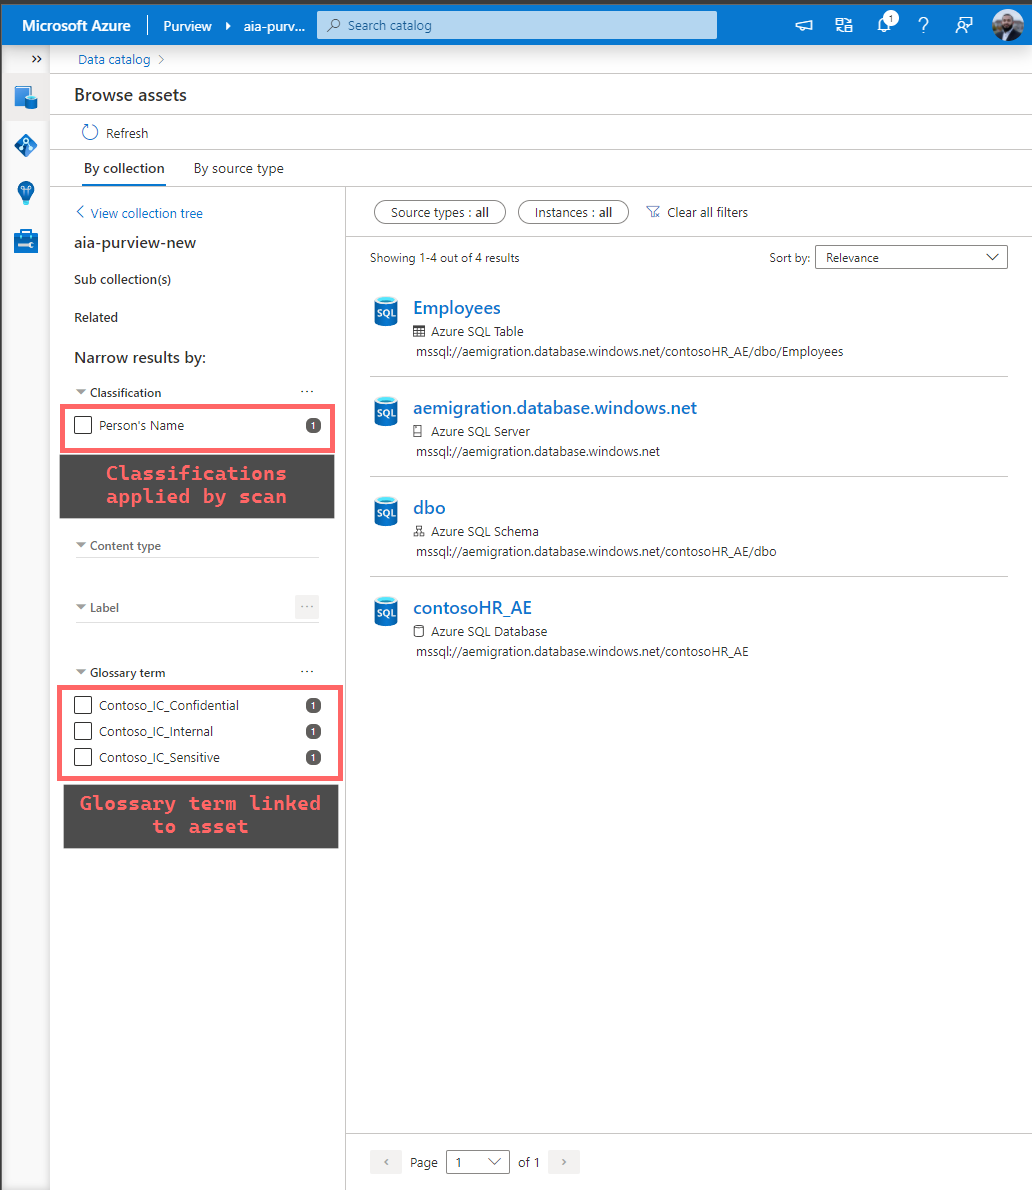 Microsoft Azure
Purview
aia-purv...
Search catalog
1
Data catalog
Browse assets
Refresh
By collection
By source type
View collection tree
aia-purview-new
Sub collection(s)
Related
Narrow results by:
Classification
Person's Name
1
Classifications
applied by scan
Content type
Label
Glossary term
Contoso_IC_Confidential
1
Contoso_IC_Internal
1
Contoso_IC_Sensitive
1
Glossary term linked
to asset
Source types : all
Instances : all
Clear all filters
Showing 1-4 out of 4 results
Sort by:
Relevance
SQL
Employees
Azure SQL Table
mssql://aemigration.database.windows.net/contosoHR_AE/dbo/Employees
SQL
aemigration.database.windows.net
Azure SQL Server
mssql://aemigration.database.windows.net
SQL
dbo
Azure SQL Schema
mssql://aemigration.database.windows.net/contosoHR_AE/dbo
SQL
contosoHR_AE
Azure SQL Database
mssql://aemigration.database.windows.net/contosoHR_AE
Page
1
of 1